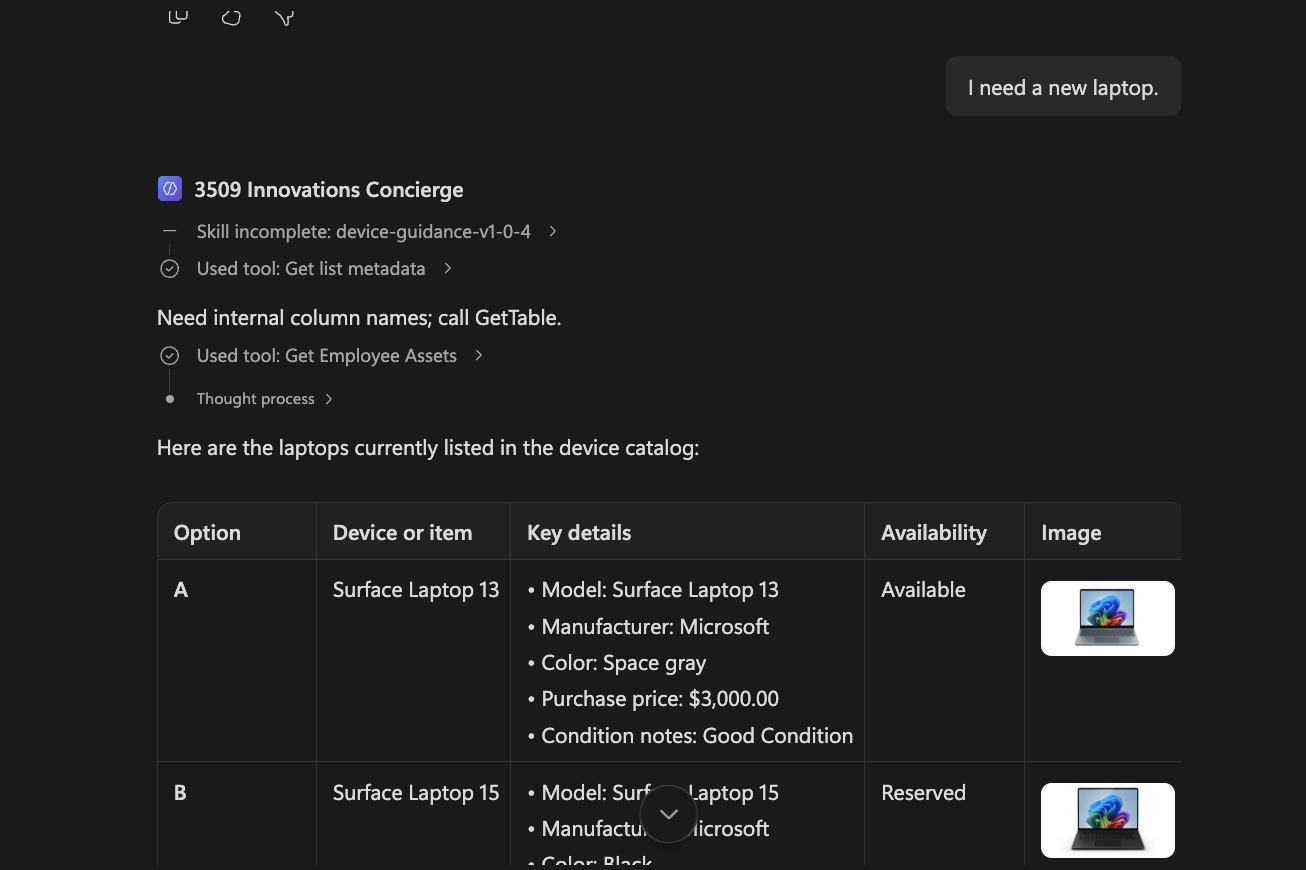 I need a new laptop.
3509 Innovations Concierge
Skill incomplete: device-guidance-v1-0-4
Used tool: Get list metadata
Need internal column names; call GetTable.
Used tool: Get Employee Assets
Thought process
Here are the laptops currently listed in the device catalog:
Option Device or item Key details Availability Image
A Surface Laptop 13 • Model: Surface Laptop 13 Available
• Manufacturer: Microsoft
• Color: Space gray
• Purchase price: $3,000.00
• Condition notes: Good Condition
B Surface Laptop 15 • Model: Laptop 15 Reserved
• Color: Black